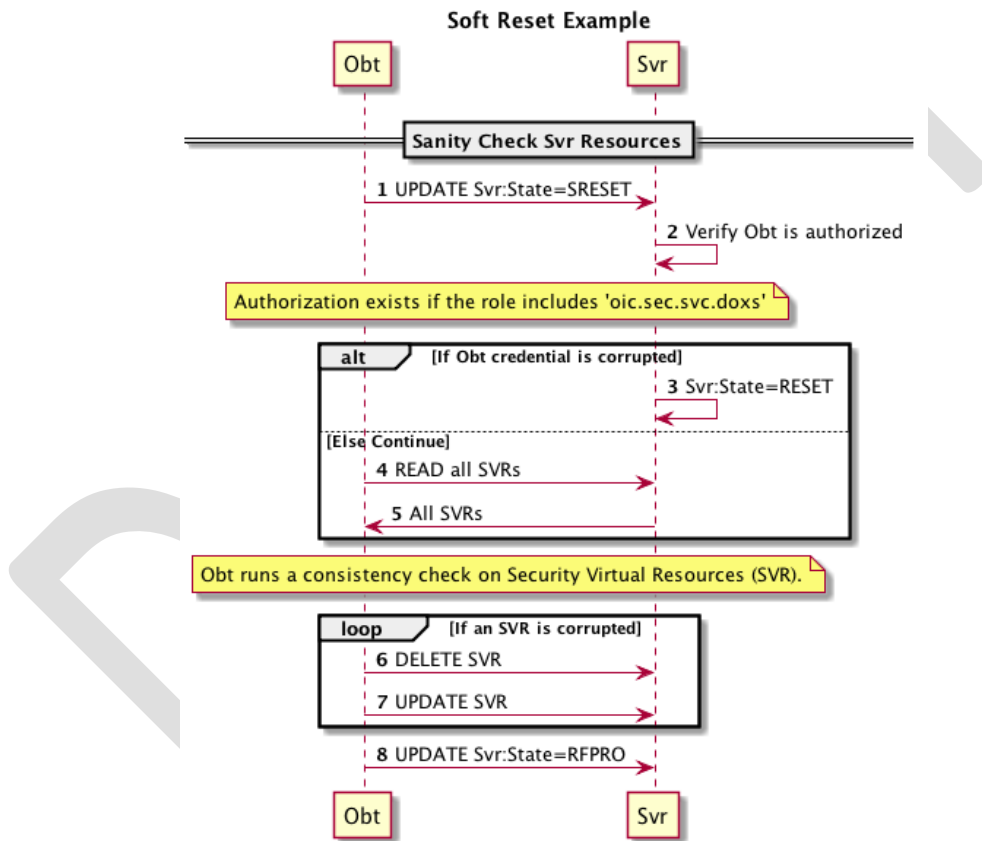 Soft Reset Example
Obt Svr
Sanity Check Svr Resources
1 UPDATE Svr:State=SRESET
2 Verify Obt is authorized
Authorization exists if the role includes 'oic.sec.svc.doxs'
alt [If Obt credential is corrupted]
3 Svr:State=RESET
[Else Continue]
4 READ all SVRs
5 All SVRs
Obt runs a consistency check on Security Virtual Resources (SVR).
loop [If an SVR is corrupted]
6 DELETE SVR
7 UPDATE SVR
8 UPDATE Svr:State=RFPRO
Obt Svr